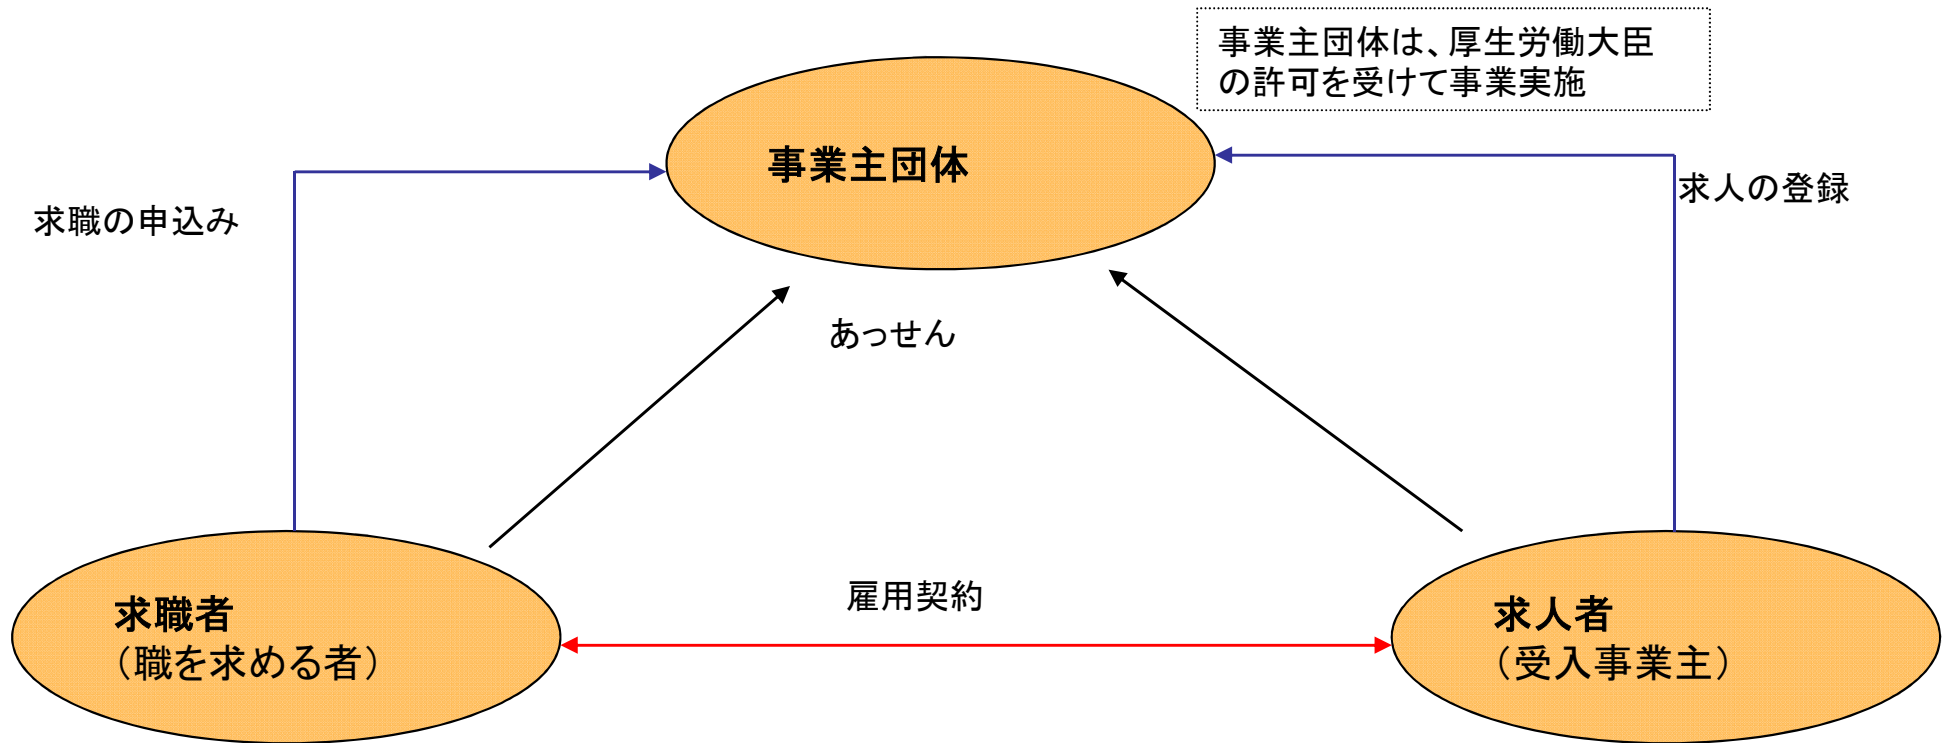 事業主団体は、厚生労働大臣
の許可を受けて事業実施
事業主団体
求人の登録
求職の申込み
あっせん
雇用契約
求職者
（職を求める者）
求人者
（受入事業主）